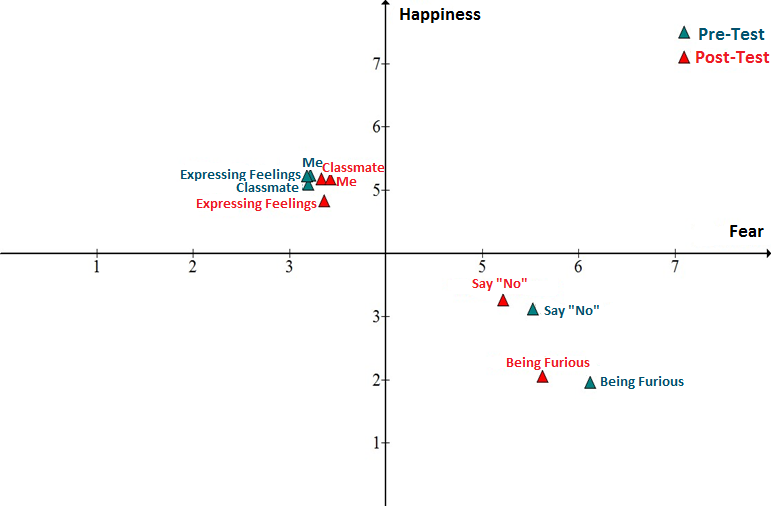 Happiness
Pre-Test
Post-Test
7
6
Me
Classmate
Expressing Feelings
Me
Classmate
5
Expressing Feelings
Fear
1
2
3
5
6
7
Say "No"
Say "No"
3
Being Furious
2
Being Furious
1